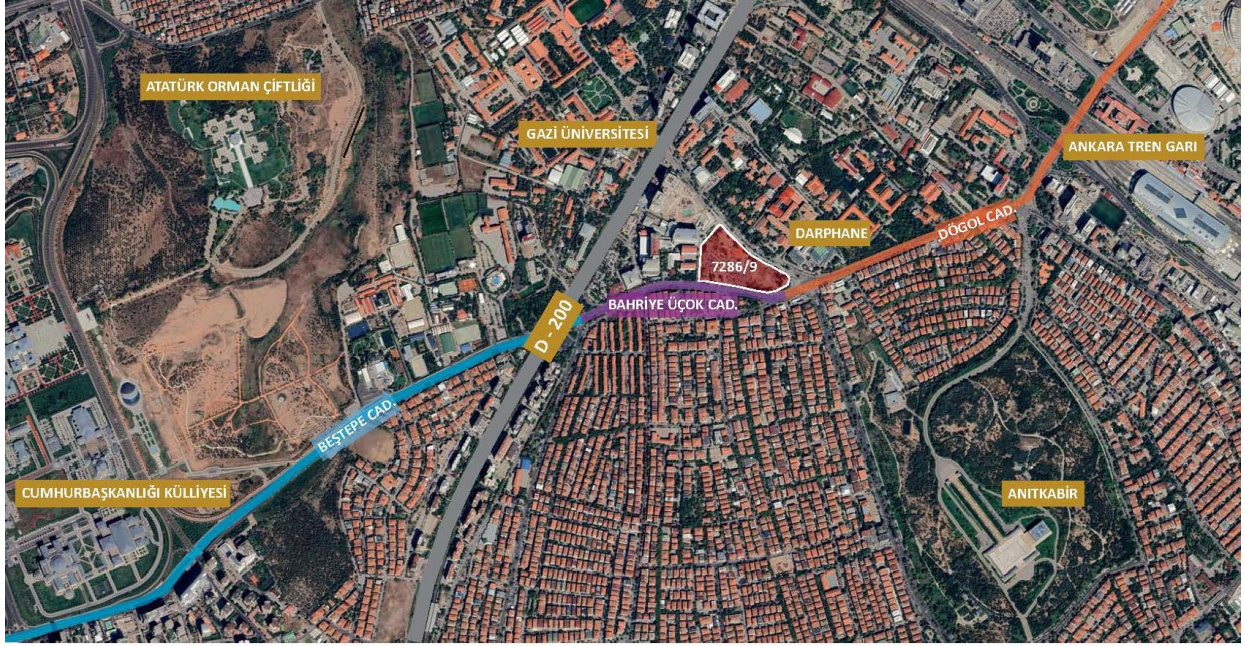 ATATÜRK ORMAN ÇİFTLİĞİ
GAZİ ÜNİVERSİTESİ
ANKARA TREN GARI
DARPHANE
DÖGOL CAD.
7286/9
BAHRİYE ÜÇOK CAD.
D - 200
BEŞTEPE CAD.
CUMHURBAŞKANLIĞI KÜLLİYESİ
ANITKABİR